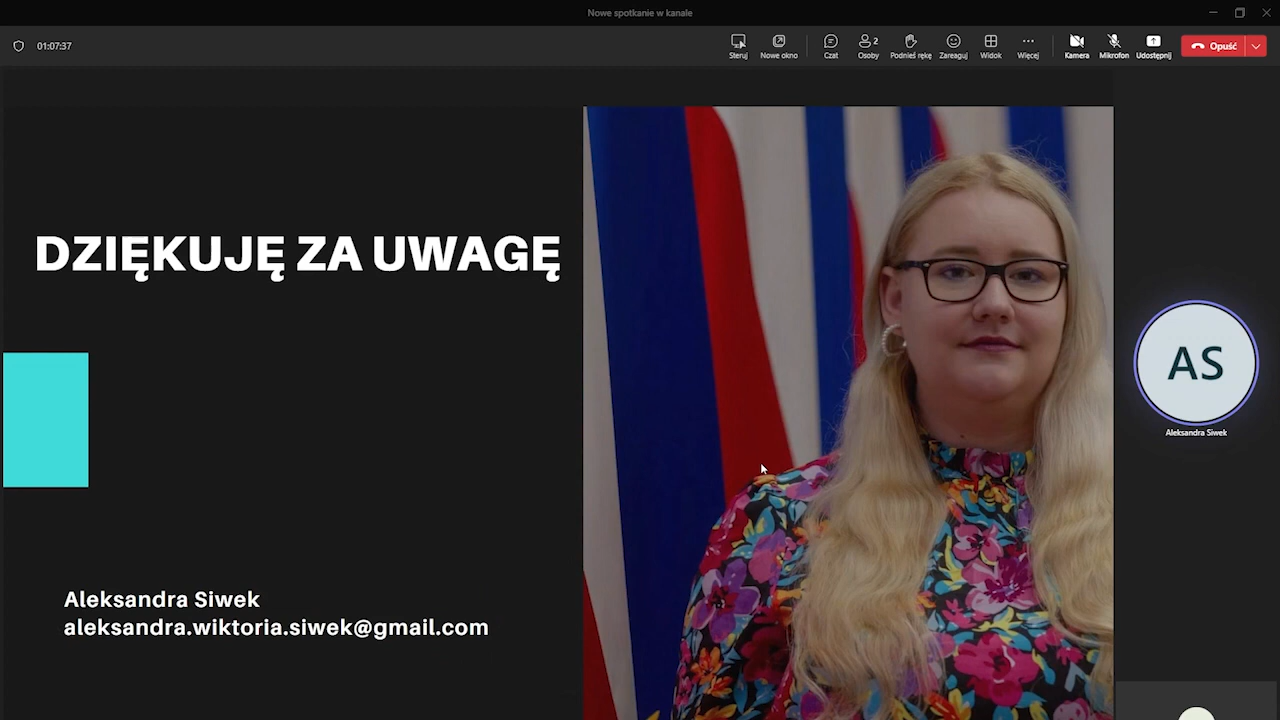 Nowe spotkanie w kanale
01:07:37
Steruj
Nowe okno
Czat
2
Osoby
Podnieś rękę
Zareaguj
Widok
Więcej
Kamera
Mikrofon
Udostępnij
Opuść
DZIĘKUJĘ ZA UWAGĘ
AS
Aleksandra Siwek
Aleksandra Siwek
aleksandra.wiktoria.siwek@gmail.com